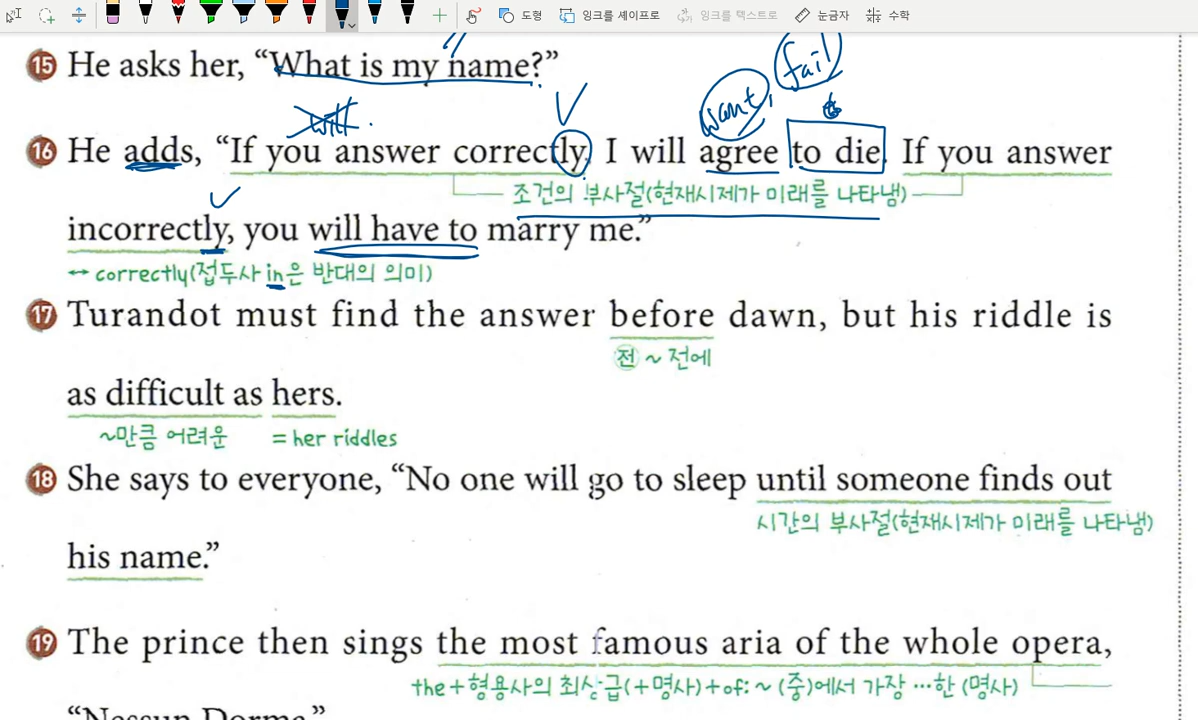 도형 잉크를 셰이프로 잉크를 텍스트로 눈금자 수학
15 He asks her, “What is my name?”
will. want, fail
16 He adds, “If you answer correctly, I will agree to die. If you answer
조건의 부사절(현재시제가 미래를 나타냄)
incorrectly, you will have to marry me.”
↔ correctly(접두사 in은 반대의 의미)
17 Turandot must find the answer before dawn, but his riddle is
전 ~ 전에
as difficult as hers.
~만큼 어려운 = her riddles
18 She says to everyone, “No one will go to sleep until someone finds out
시간의 부사절(현재시제가 미래를 나타냄)
his name.”
19 The prince then sings the most famous aria of the whole opera,
the+형용사의 최상급(+명사)+of: ~ (중)에서 가장 …한 (명사)
“Nessun Dorma.”